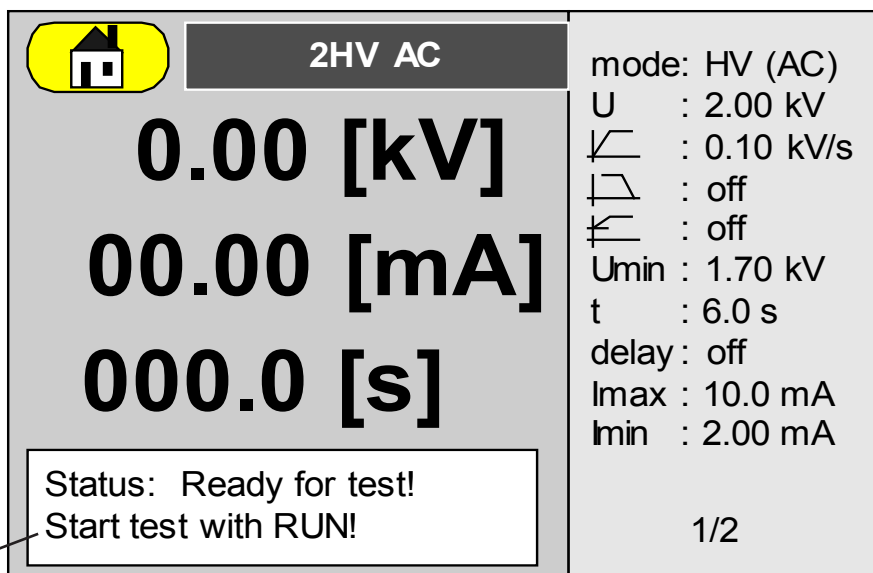 2HV AC
0.00 [kV]
00.00 [mA]
000.0 [s]
Status: Ready for test!
Start test with RUN!
mode: HV (AC)
U : 2.00 kV
: 0.10 kV/s
: off
: off
Umin : 1.70 kV
t : 6.0 s
delay : off
Imax : 10.0 mA
Imin : 2.00 mA
1/2